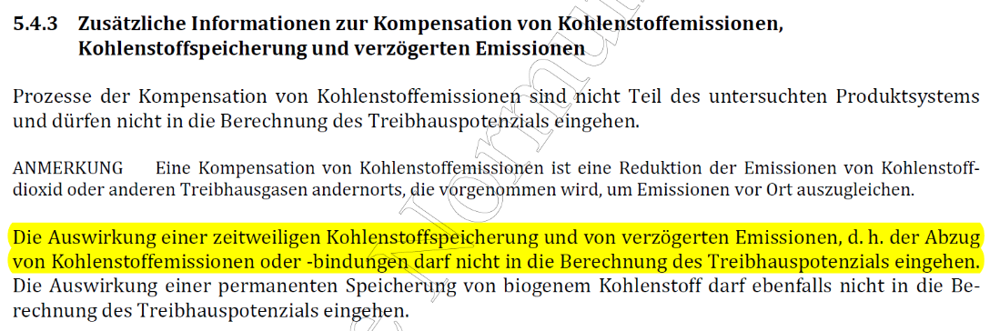 5.4.3 Zusätzliche Informationen zur Kompensation von Kohlenstoffemissionen,
Kohlenstoffspeicherung und verzögerten Emissionen
Prozesse der Kompensation von Kohlenstoffemissionen sind nicht Teil des untersuchten Produktsystems
und dürfen nicht in die Berechnung des Treibhauspotenzials eingehen.
ANMERKUNG Eine Kompensation von Kohlenstoffemissionen ist eine Reduktion der Emissionen von Kohlenstoff-
dioxid oder anderen Treibhausgasen andernorts, die vorgenommen wird, um Emissionen vor Ort auszugleichen.
Die Auswirkung einer zeitweiligen Kohlenstoffspeicherung und von verzögerten Emissionen, d. h. der Abzug
von Kohlenstoffemissionen oder -bindungen darf nicht in die Berechnung des Treibhauspotenzials eingehen.
Die Auswirkung einer permanenten Speicherung von biogenem Kohlenstoff darf ebenfalls nicht in die Be-
rechnung des Treibhauspotenzials eingehen.